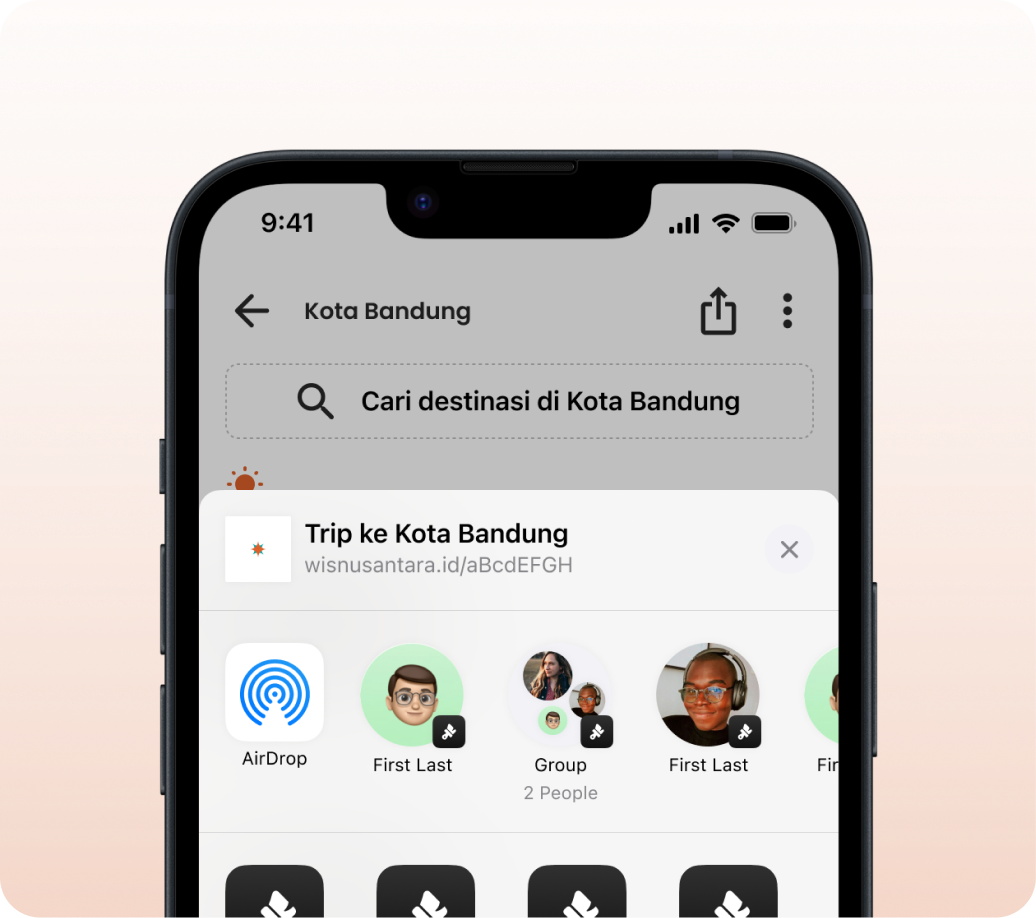 9:41
Kota Bandung
Cari destinasi di Kota Bandung
Trip ke Kota Bandung
wisnusantara.id/aBcdEFGH
AirDrop
First Last
Group
2 People
First Last
Fir